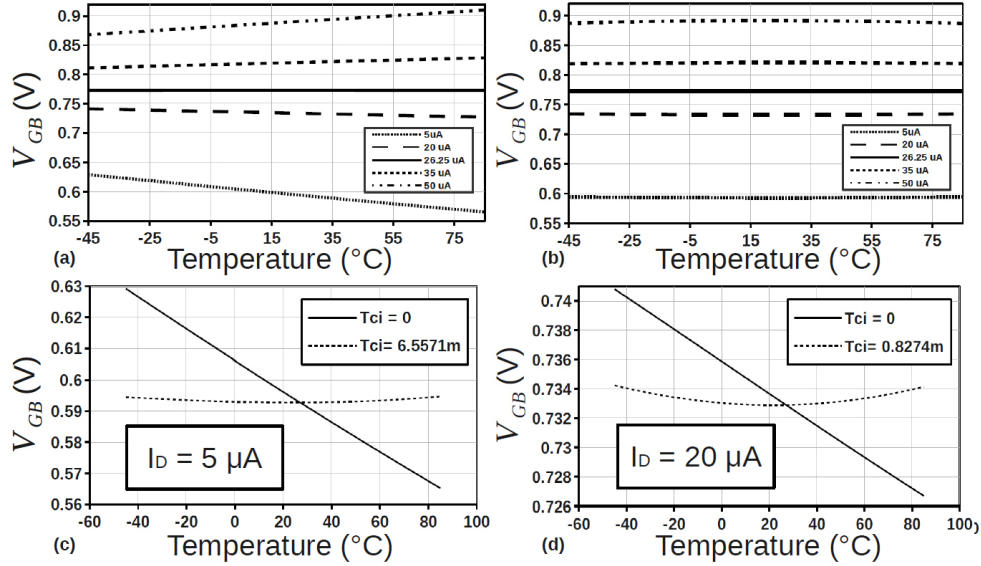 0.9
0.85
0.8
0.75
0.7
0.65
0.6
0.55
V_GB (V)
5uA
20 uA
26.25 uA
35 uA
50 uA
-45 -25 -5 15 35 55 75
(a) Temperature (°C)
0.9
0.85
0.8
0.75
0.7
0.65
0.6
0.55
V_GB (V)
5uA
20 uA
26.25 uA
35 uA
50 uA
-45 -25 -5 15 35 55 75
(b) Temperature (°C)
0.63
0.62
0.61
0.6
0.59
0.58
0.57
0.56
V_GB (V)
Tci = 0
Tci= 6.5571m
ID = 5 µA
-60 -40 -20 0 20 40 60 80 100
(c) Temperature (°C)
0.74
0.738
0.736
0.734
0.732
0.73
0.728
0.726
V_GB (V)
Tci = 0
Tci= 0.8274m
ID = 20 µA
-60 -40 -20 0 20 40 60 80 100
(d) Temperature (°C)